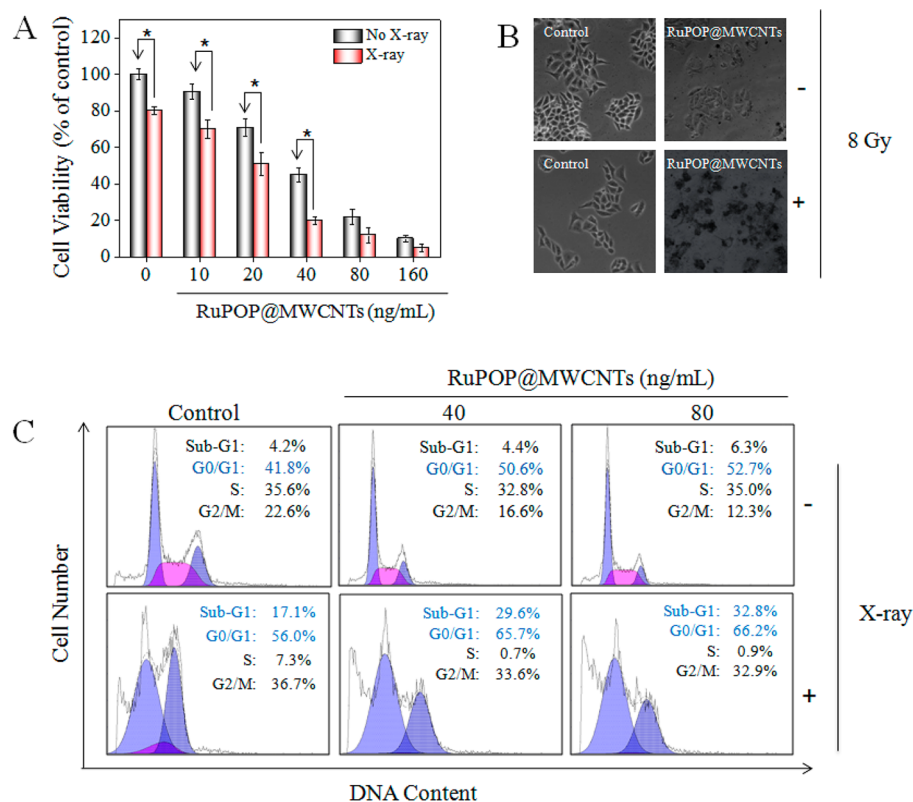 A
Cell Viability (% of control)
120
100
80
60
40
20
0
No X-ray
X-ray
*
*
*
*
0
10
20
40
80
160
RuPOP@MWCNTs (ng/mL)
B
Control
RuPOP@MWCNTs
-
Control
RuPOP@MWCNTs
+
8 Gy
C
RuPOP@MWCNTs (ng/mL)
Control
40
80
Sub-G1: 4.2%
G0/G1: 41.8%
S: 35.6%
G2/M: 22.6%
Sub-G1: 4.4%
G0/G1: 50.6%
S: 32.8%
G2/M: 16.6%
Sub-G1: 6.3%
G0/G1: 52.7%
S: 35.0%
G2/M: 12.3%
-
Sub-G1: 17.1%
G0/G1: 56.0%
S: 7.3%
G2/M: 36.7%
Sub-G1: 29.6%
G0/G1: 65.7%
S: 0.7%
G2/M: 33.6%
Sub-G1: 32.8%
G0/G1: 66.2%
S: 0.9%
G2/M: 32.9%
+
X-ray
Cell Number
DNA Content